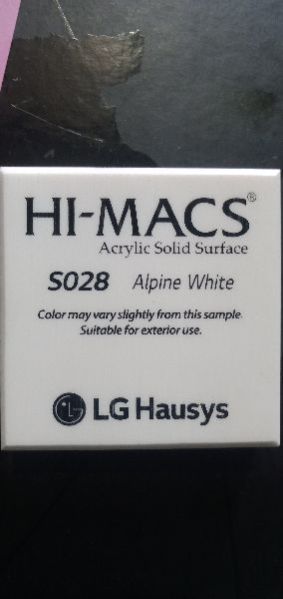 HI-MACS®
Acrylic Solid Surface
S028 Alpine White
Color may vary slightly from this sample.
Suitable for exterior use.
LG Hausys